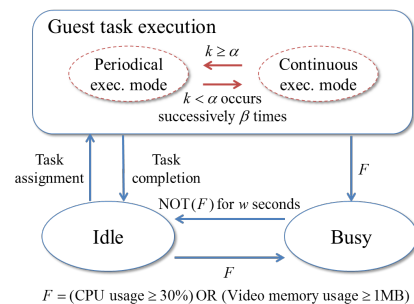 Guest task execution
Periodical
exec. mode
k ≥ α
Continuous
exec. mode
k < α occurs
successively β times
Task
assignment
Task
completion
F
NOT(F) for w seconds
Idle
Busy
F
F = (CPU usage ≥ 30%) OR (Video memory usage ≥ 1MB)